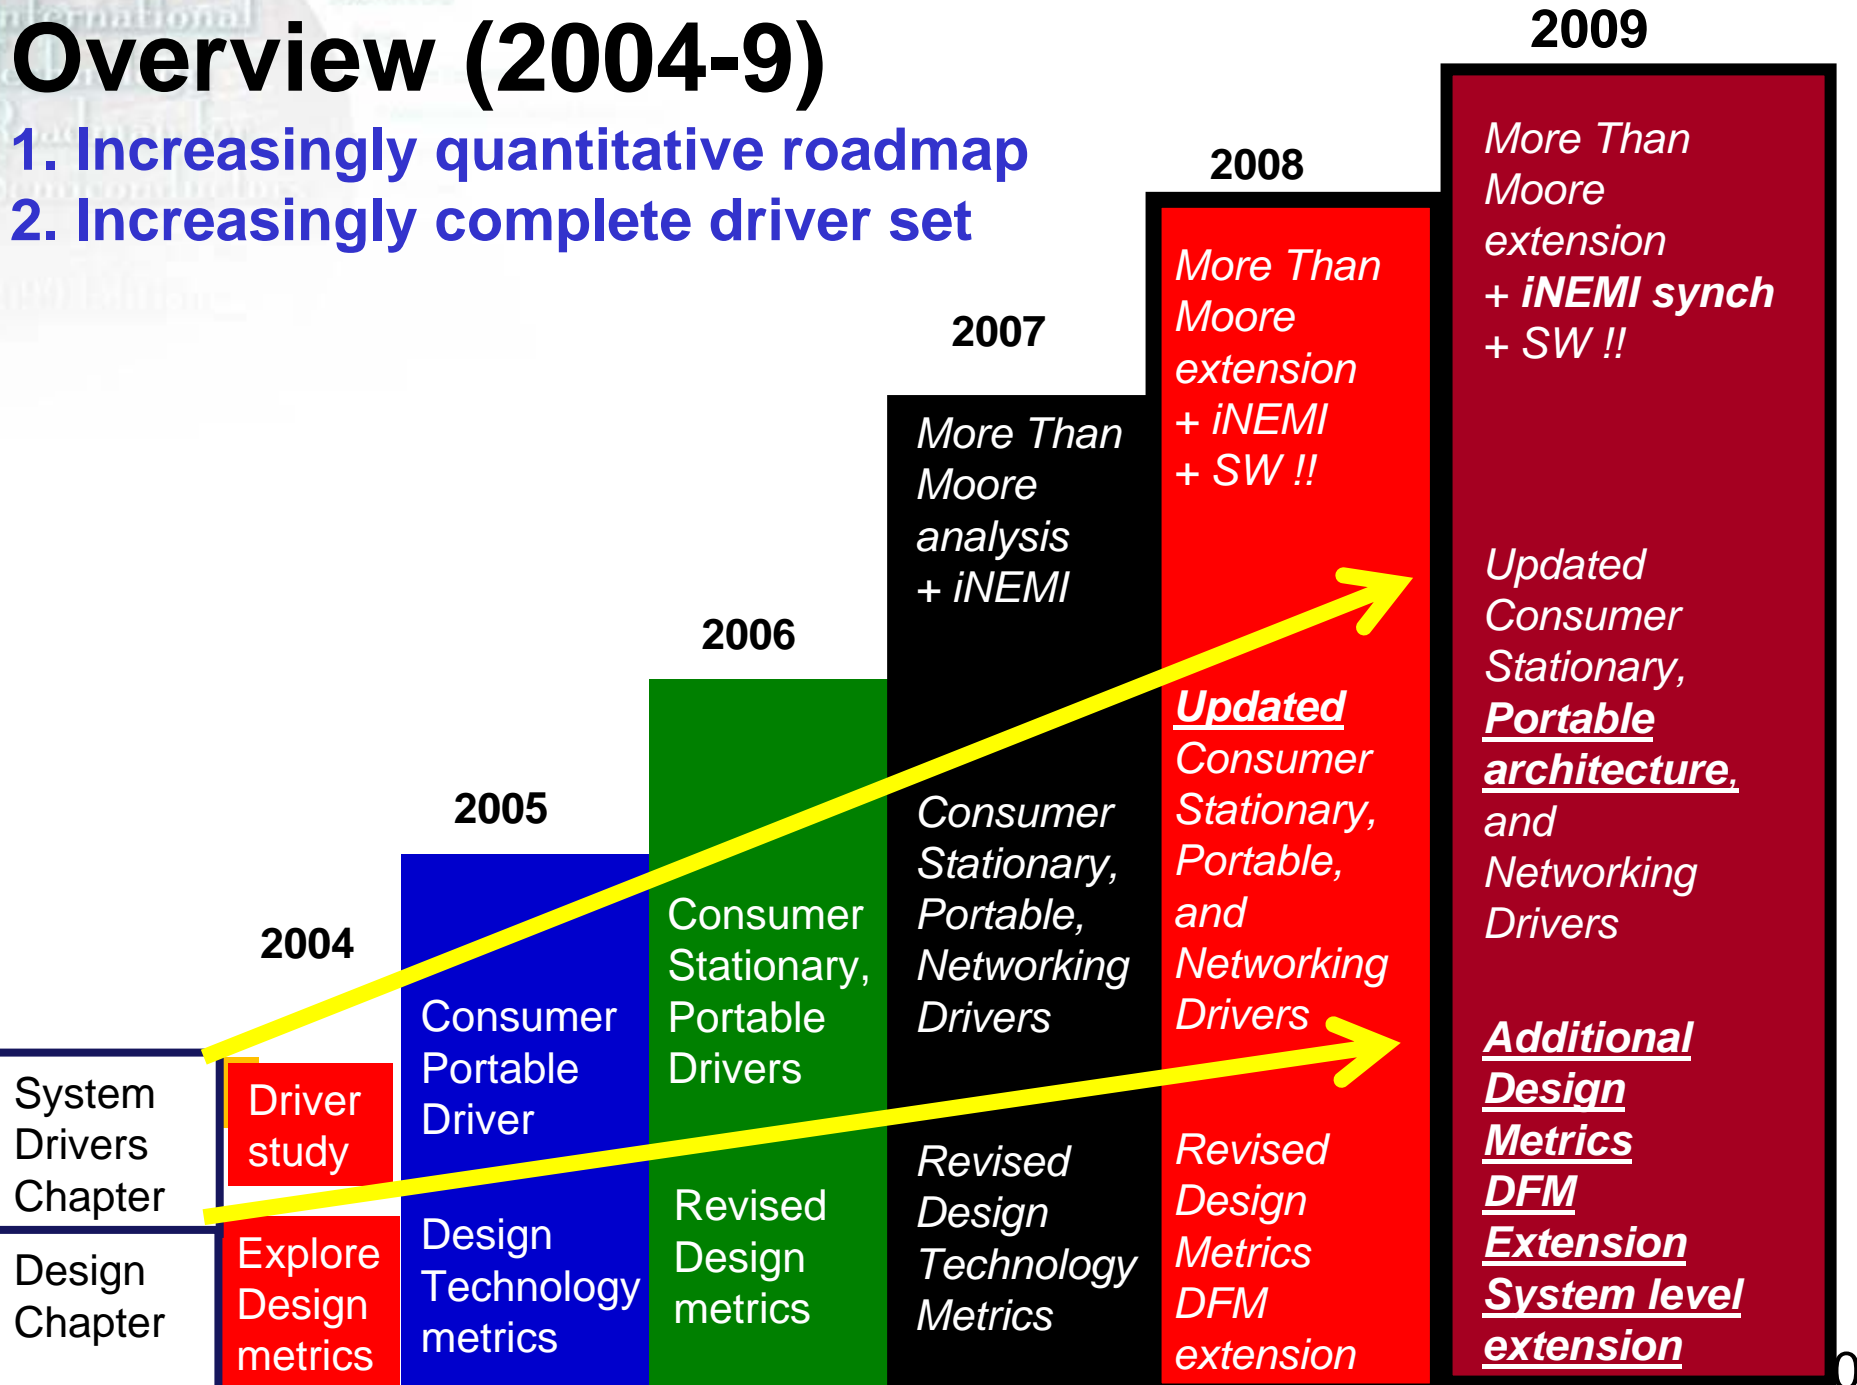 International
Roadmap for
Semiconductors
Overview (2004-9)
1. Increasingly quantitative roadmap
2. Increasingly complete driver set
2004
2005
2006
2007
2008
2009
System
Drivers
Chapter
Design
Chapter
Driver
study
Explore
Design
metrics
Consumer
Portable
Driver
Design
Technology
metrics
Consumer
Stationary,
Portable
Drivers
Revised
Design
metrics
More Than
Moore
analysis
+ iNEMI
Consumer
Stationary,
Portable,
Networking
Drivers
Revised
Design
Technology
Metrics
More Than
Moore
extension
+ iNEMI
+ SW !!
Updated
Consumer
Stationary,
Portable,
and
Networking
Drivers
Revised
Design
Metrics
DFM
extension
More Than
Moore
extension
+ iNEMI synch
+ SW !!
Updated
Consumer
Stationary,
Portable
architecture,
and
Networking
Drivers
Additional
Design
Metrics
DFM
Extension
System level
extension
0